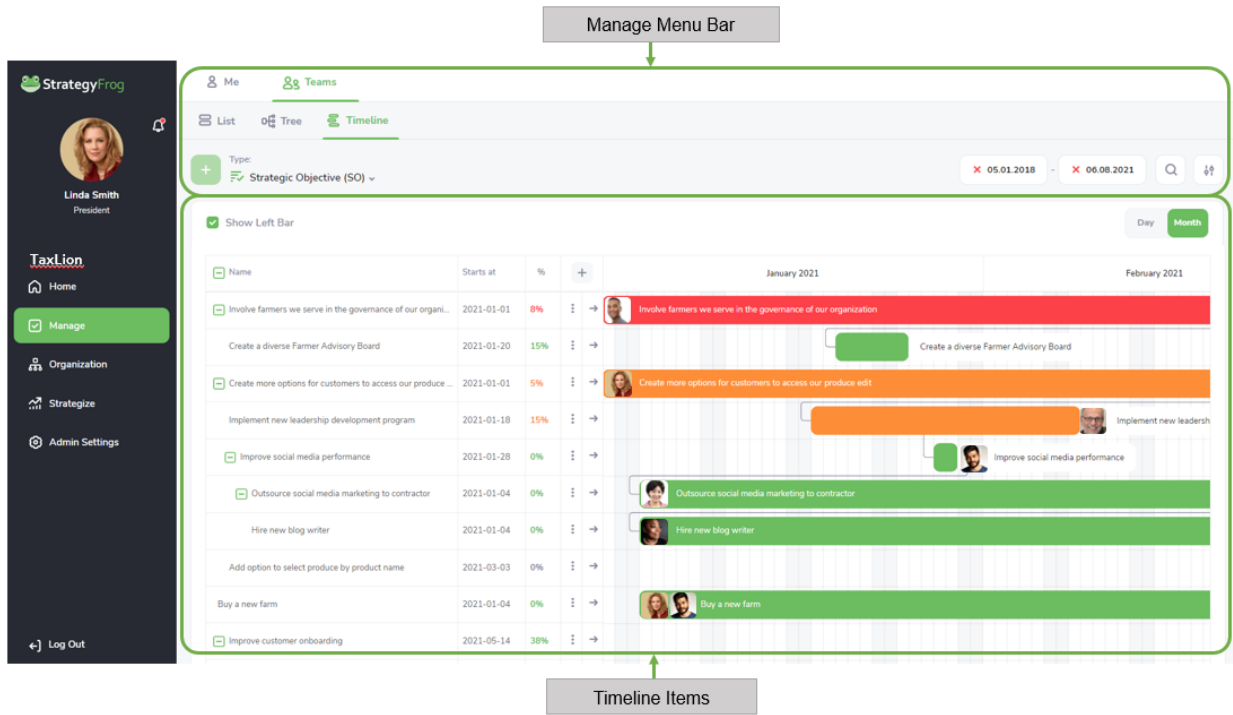 Manage Menu Bar
StrategyFrog
Me
Teams
List
Tree
Timeline
Type:
Strategic Objective (SO)
05.01.2018 - 06.08.2021
Linda Smith
President
Show Left Bar
Day
Month
TaxLion
Home
Manage
Organization
Strategize
Admin Settings
Log Out
Name Starts at % + January 2021 February 2021
Involve farmers we serve in the governance of our organi... 2021-01-01 8% Involve farmers we serve in the governance of our organization
Create a diverse Farmer Advisory Board 2021-01-20 15% Create a diverse Farmer Advisory Board
Create more options for customers to access our produce ... 2021-01-01 5% Create more options for customers to access our produce edit
Implement new leadership development program 2021-01-18 15% Implement new leadersh
Improve social media performance 2021-01-28 0% Improve social media performance
Outsource social media marketing to contractor 2021-01-04 0% Outsource social media marketing to contractor
Hire new blog writer 2021-01-04 0% Hire new blog writer
Add option to select produce by product name 2021-03-03 0%
Buy a new farm 2021-01-04 0% Buy a new farm
Improve customer onboarding 2021-05-14 38%
Timeline Items